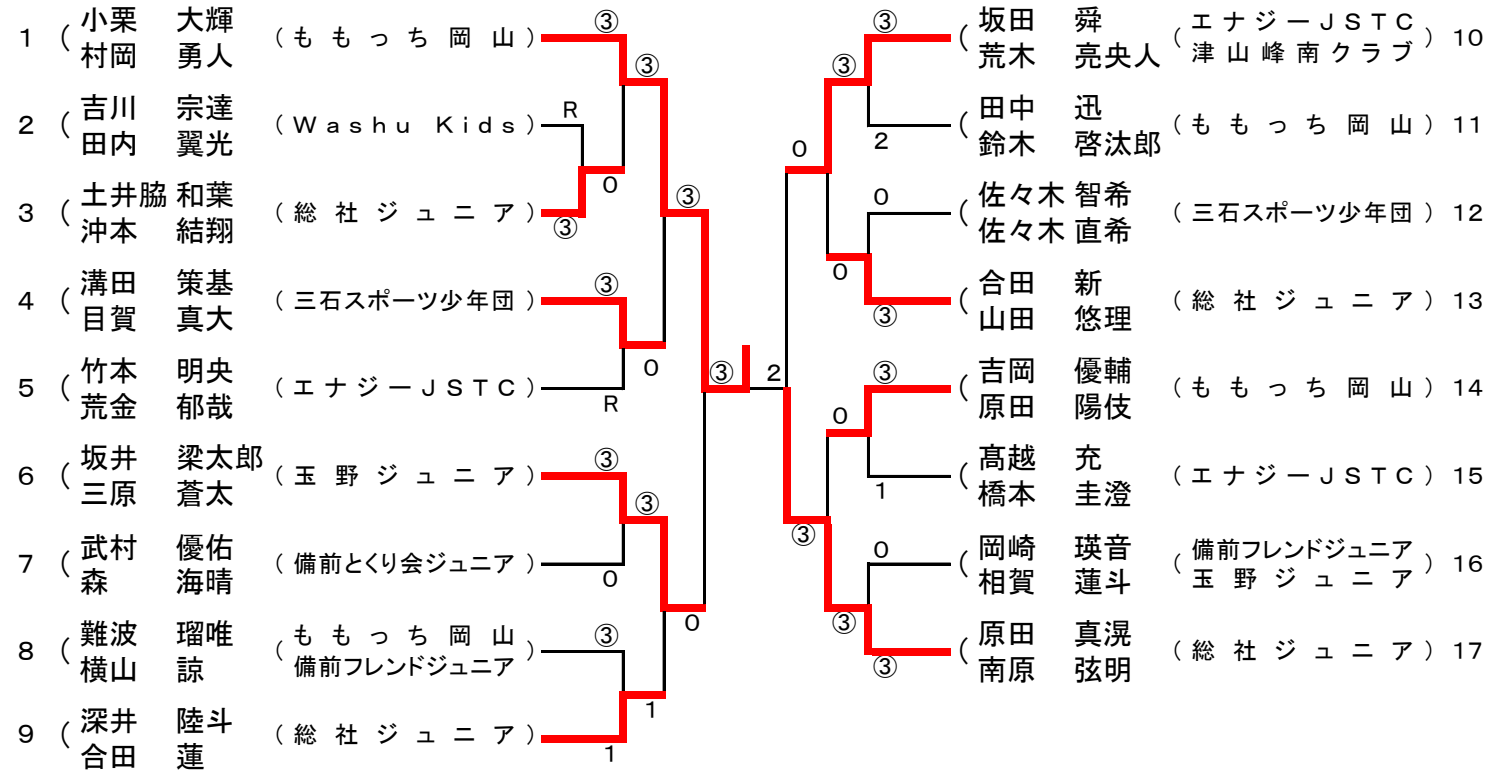 1 ( 小栗 大輝 村岡 勇人 ( ももっち岡山 ) ③
2 ( 吉川 宗達 田内 翼光 ( Washu Kids ) R
3 ( 土井脇 和葉 沖本 結翔 ( 総社ジュニア ) ③
4 ( 溝田 策基 目賀 真大 ( 三石スポーツ少年団 ) ③
5 ( 竹本 明央 荒金 郁哉 ( エナジーJSTC ) R
6 ( 坂井 梁太郎 三原 蒼太 ( 玉野ジュニア ) ③
7 ( 武村 優佑 森 海晴 ( 備前とくり会ジュニア ) 0
8 ( 難波 瑠唯 横山 諒 ( ももっち岡山 備前フレンドジュニア ) ③
9 ( 深井 陸斗 合田 蓮 ( 総社ジュニア ) 1
③
0
0
③
1
③
0
③
2
0
③
③
0
0
③
③ ( 坂田 舜 荒木 亮央人 ( エナジーJSTC 津山峰南クラブ ) 10
2 ( 田中 迅 鈴木 啓汰郎 ( ももっち岡山 ) 11
0 ( 佐々木 智希 佐々木 直希 ( 三石スポーツ少年団 ) 12
③ ( 合田 新 山田 悠理 ( 総社ジュニア ) 13
③ ( 吉岡 優輔 原田 陽伎 ( ももっち岡山 ) 14
1 ( 髙越 充 橋本 圭澄 ( エナジーJSTC ) 15
0 ( 岡崎 瑛音 相賀 蓮斗 ( 備前フレンドジュニア 玉野ジュニア ) 16
③ ( 原田 真滉 南原 弦明 ( 総社ジュニア ) 17